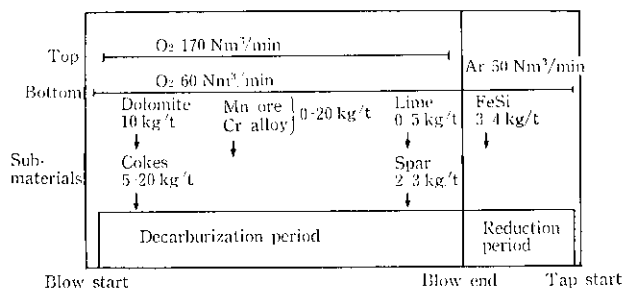 O₂ 170 Nm³/min
Top
O₂ 60 Nm³/min
Ar 50 Nm³/min
Bottom
Dolomite
10 kg/t
Mn ore
Cr alloy } 0-20 kg/t
Lime
0 5 kg/t
FeSi
3 4 kg/t
Sub-
materials
Cokes
5-20 kg/t
Spar
2 3 kg/t
Decarburization period
Reduction
period
Blow start
Blow end
Tap start